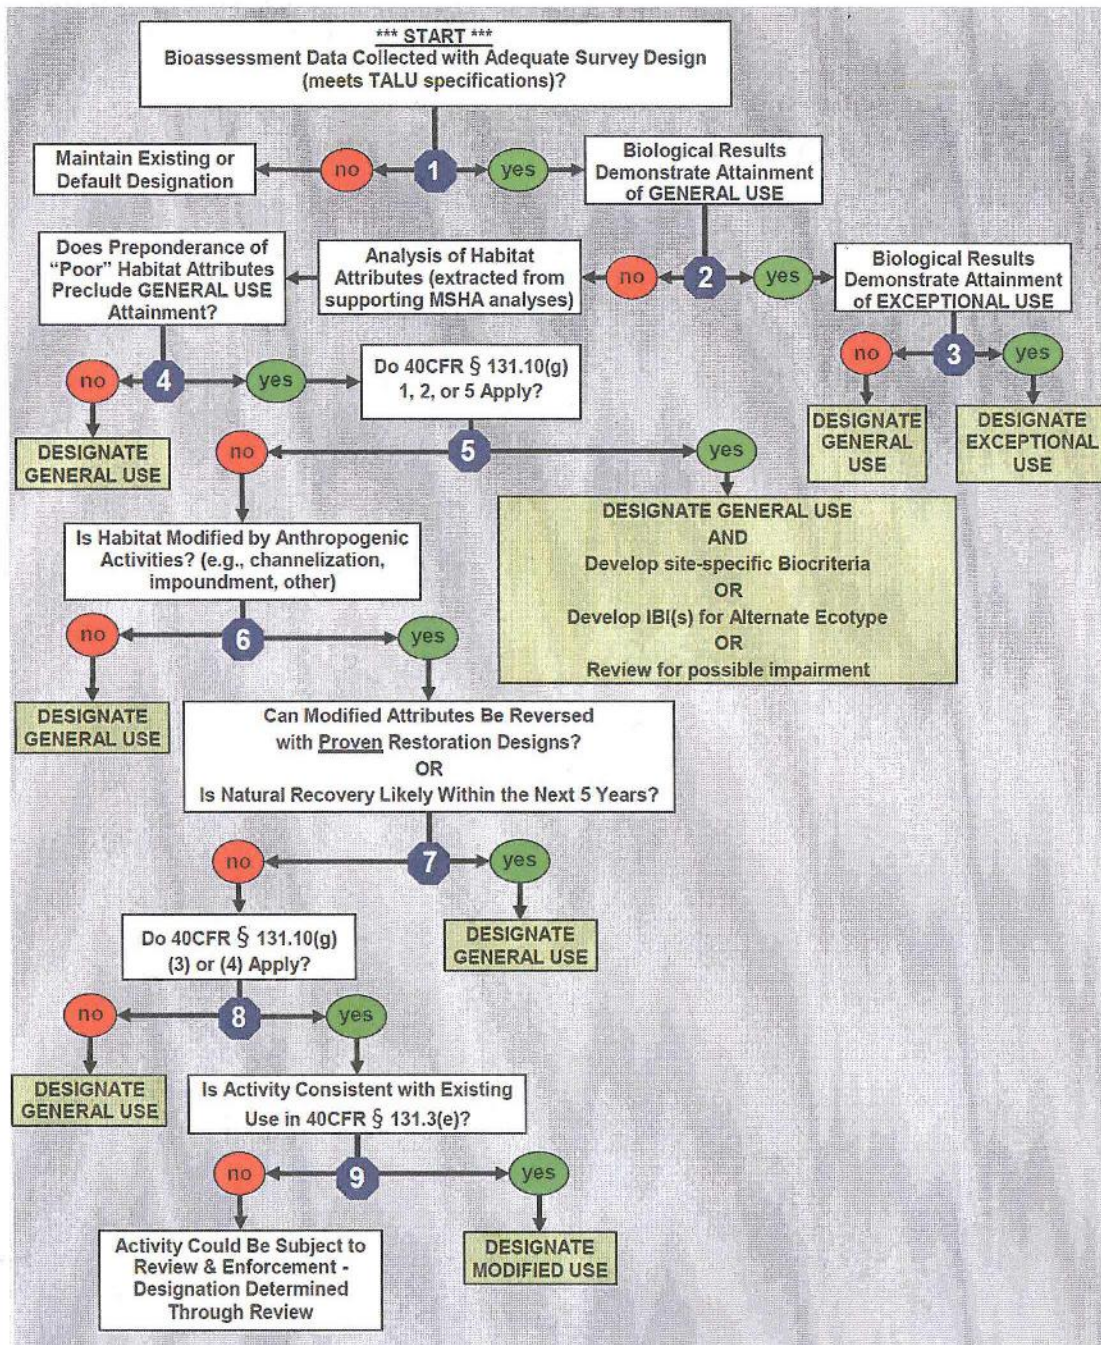 *** START ***
Bioassessment Data Collected with Adequate Survey Design
(meets TALU specifications)?
Maintain Existing or
Default Designation
no
1
yes
Biological Results
Demonstrate Attainment
of GENERAL USE
Does Preponderance of
“Poor” Habitat Attributes
Preclude GENERAL USE
Attainment?
Analysis of Habitat
Attributes (extracted from
supporting MSHA analyses)
no
2
yes
Biological Results
Demonstrate Attainment
of EXCEPTIONAL USE
no
4
yes
Do 40CFR § 131.10(g)
1, 2, or 5 Apply?
no
3
yes
DESIGNATE
GENERAL USE
DESIGNATE
GENERAL
USE
DESIGNATE
EXCEPTIONAL
USE
no
5
yes
Is Habitat Modified by Anthropogenic
Activities? (e.g., channelization,
impoundment, other)
DESIGNATE GENERAL USE
AND
Develop site-specific Biocriteria
OR
Develop IBI(s) for Alternate Ecotype
OR
Review for possible impairment
no
6
yes
DESIGNATE
GENERAL USE
Can Modified Attributes Be Reversed
with Proven Restoration Designs?
OR
Is Natural Recovery Likely Within the Next 5 Years?
no
7
yes
Do 40CFR § 131.10(g)
(3) or (4) Apply?
DESIGNATE
GENERAL USE
no
8
yes
DESIGNATE
GENERAL USE
Is Activity Consistent with Existing
Use in 40CFR § 131.3(e)?
no
9
yes
Activity Could Be Subject to
Review & Enforcement -
Designation Determined
Through Review
DESIGNATE
MODIFIED USE